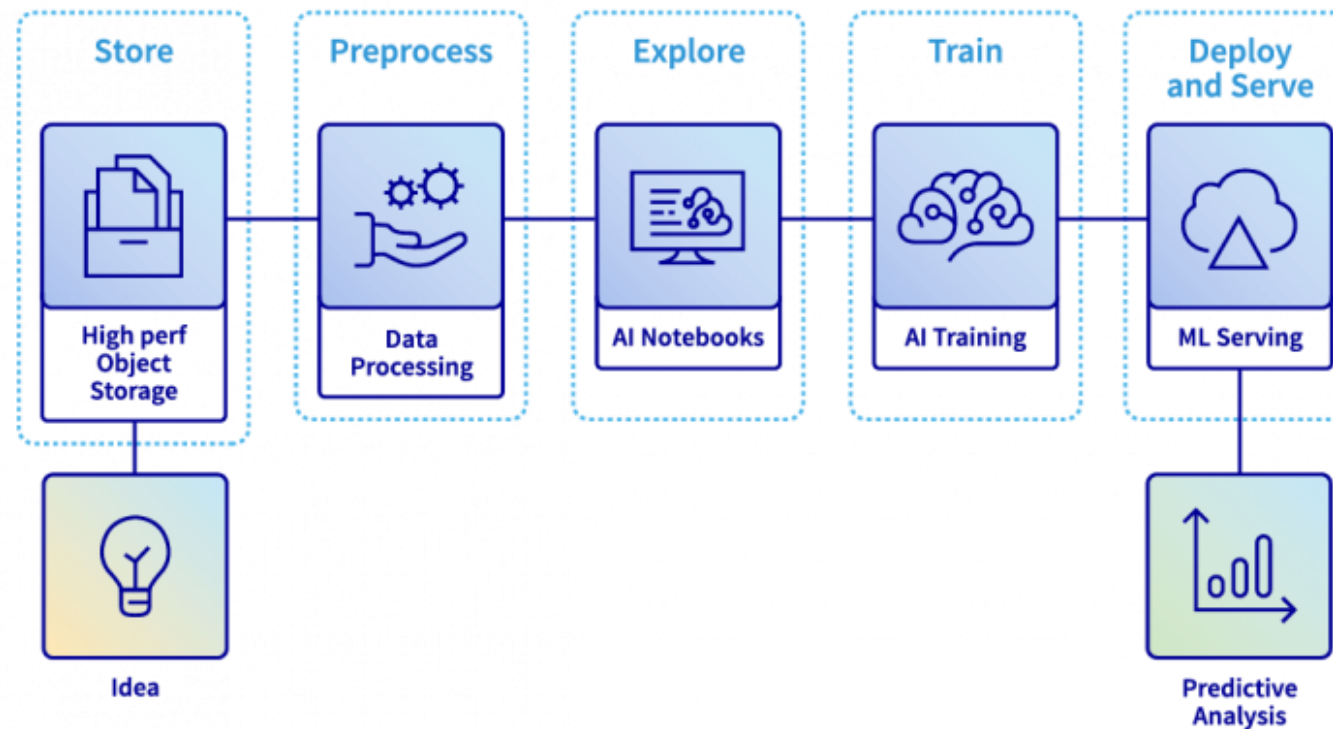 Store
Preprocess
Explore
Train
Deploy
and Serve
High perf
Object
Storage
Data
Processing
AI Notebooks
AI Training
ML Serving
Idea
Predictive
Analysis